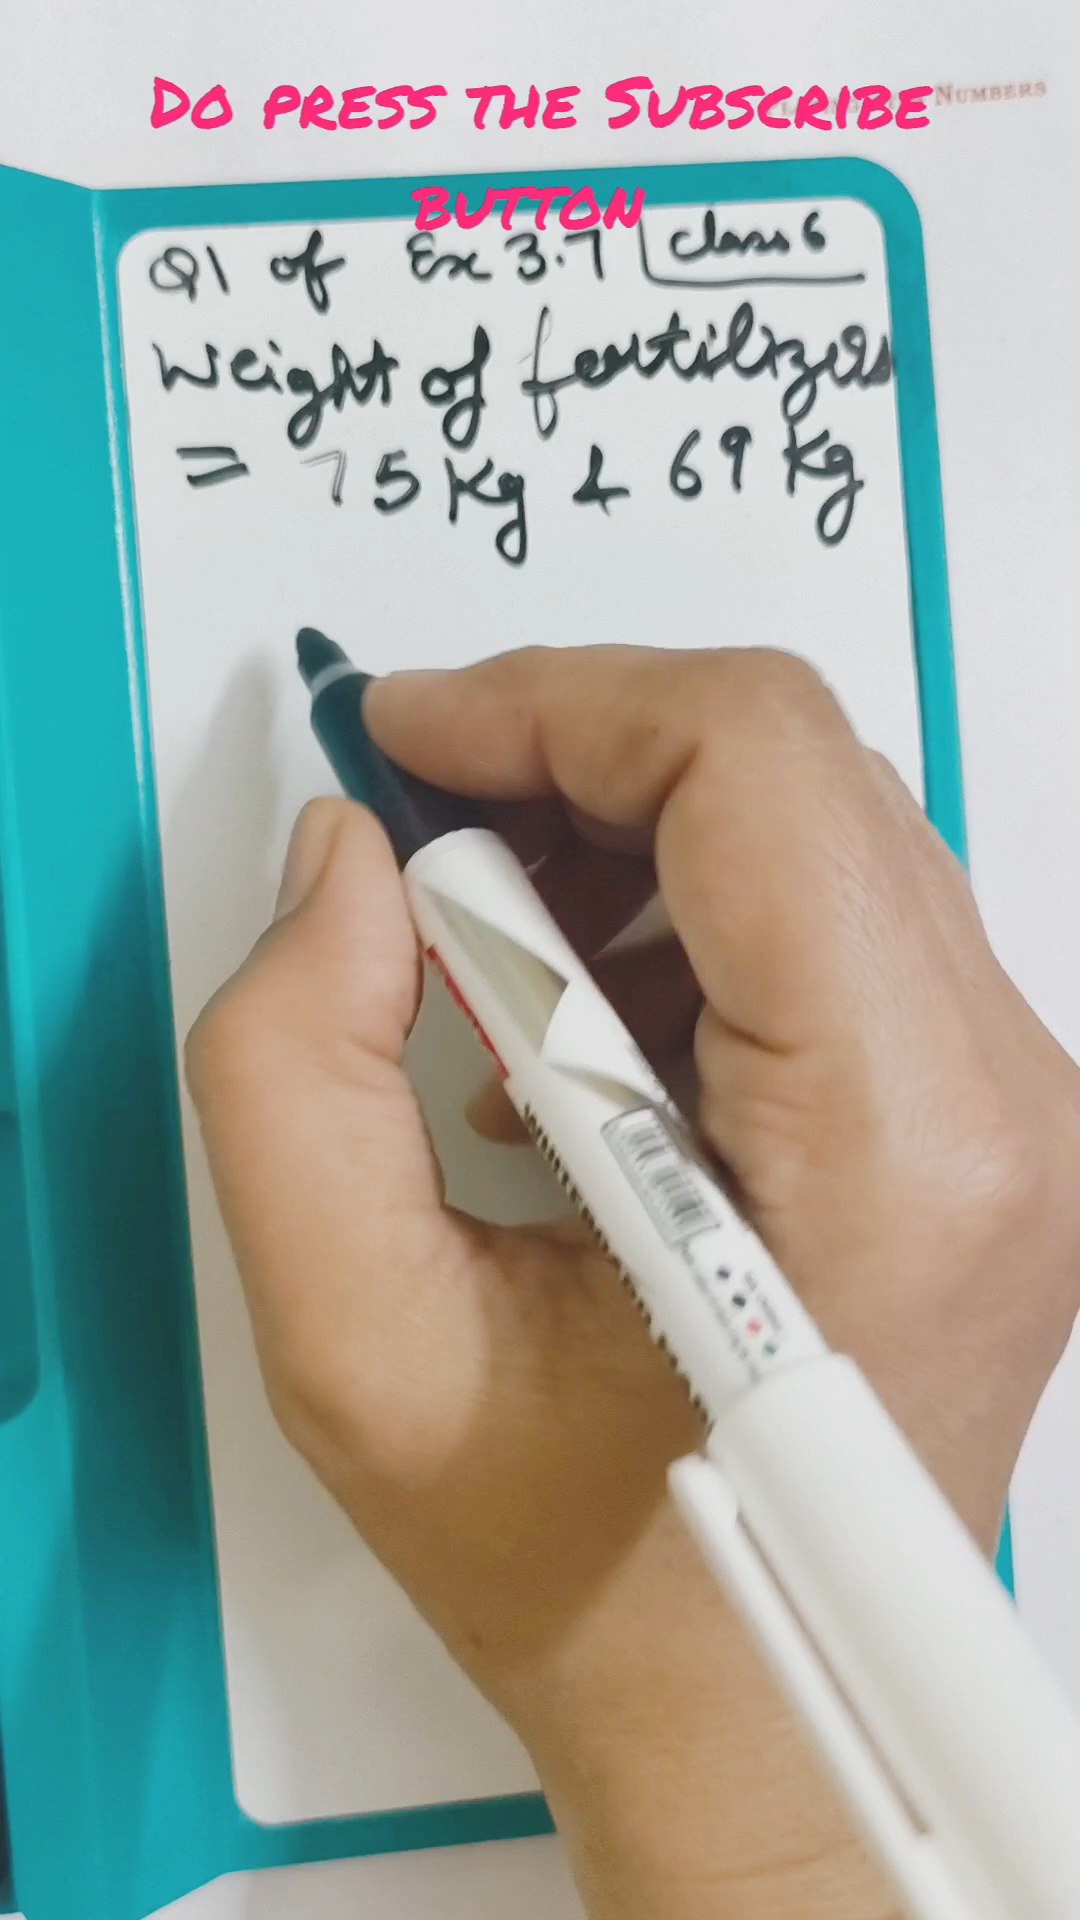 Do press the Subscribe
button
Numbers
Q1 of Ex 3.7 class 6
Weight of fertilizers
= 75 Kg & 69 Kg